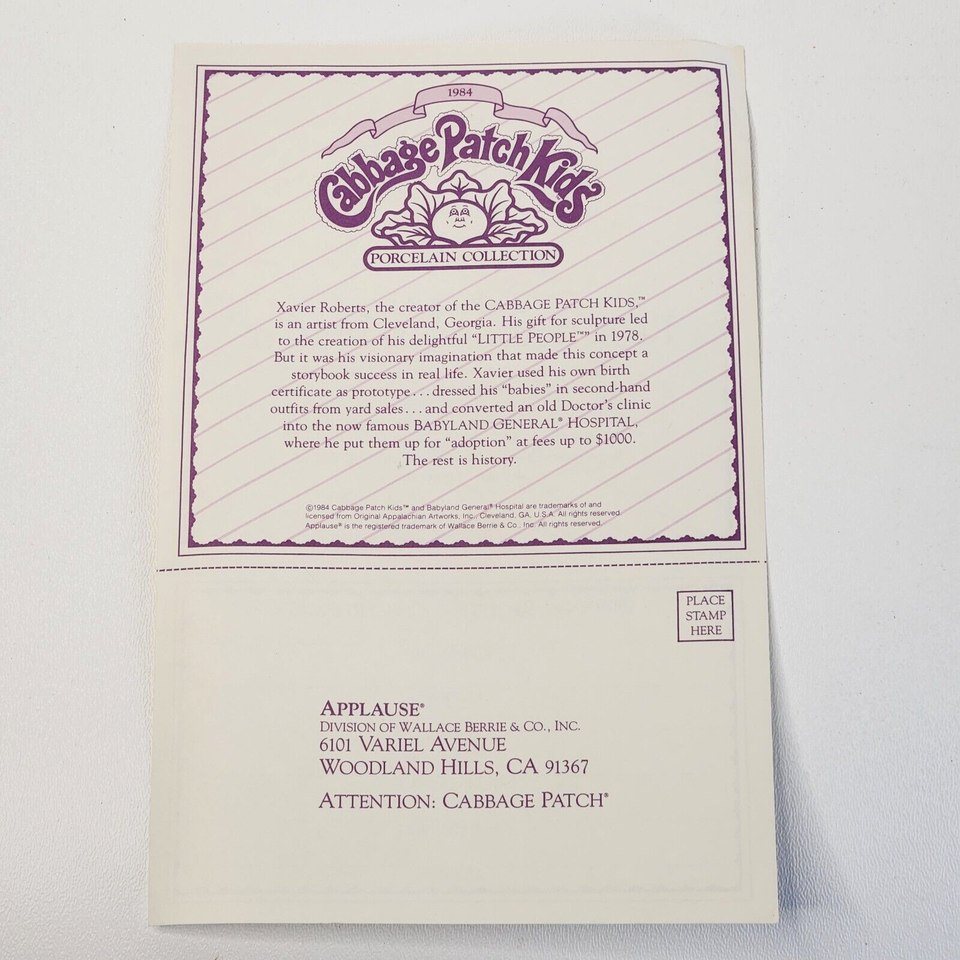 1984
Cabbage Patch Kids™
PORCELAIN COLLECTION
Xavier Roberts, the creator of the CABBAGE PATCH KIDS,™
is an artist from Cleveland, Georgia. His gift for sculpture led
to the creation of his delightful “LITTLE PEOPLE™” in 1978.
But it was his visionary imagination that made this concept a
storybook success in real life. Xavier used his own birth
certificate as prototype...dressed his “babies” in second-hand
outfits from yard sales...and converted an old Doctor’s clinic
into the now famous BABYLAND GENERAL® HOSPITAL,
where he put them up for “adoption” at fees up to $1000.
The rest is history.
©1984 Cabbage Patch Kids™ and Babyland General® Hospital are trademarks of and
licensed from Original Appalachian Artworks, Inc., Cleveland, GA, U.S.A. All rights reserved.
Applause® is the registered trademark of Wallace Berrie & Co., Inc. All rights reserved.
PLACE
STAMP
HERE
APPLAUSE®
DIVISION OF WALLACE BERRIE & CO., INC.
6101 VARIEL AVENUE
WOODLAND HILLS, CA 91367
ATTENTION: CABBAGE PATCH®